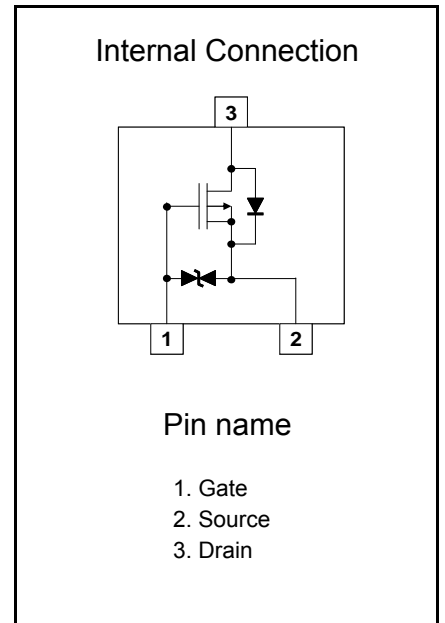 Internal Connection
3
1
2
Pin name
1. Gate
2. Source
3. Drain